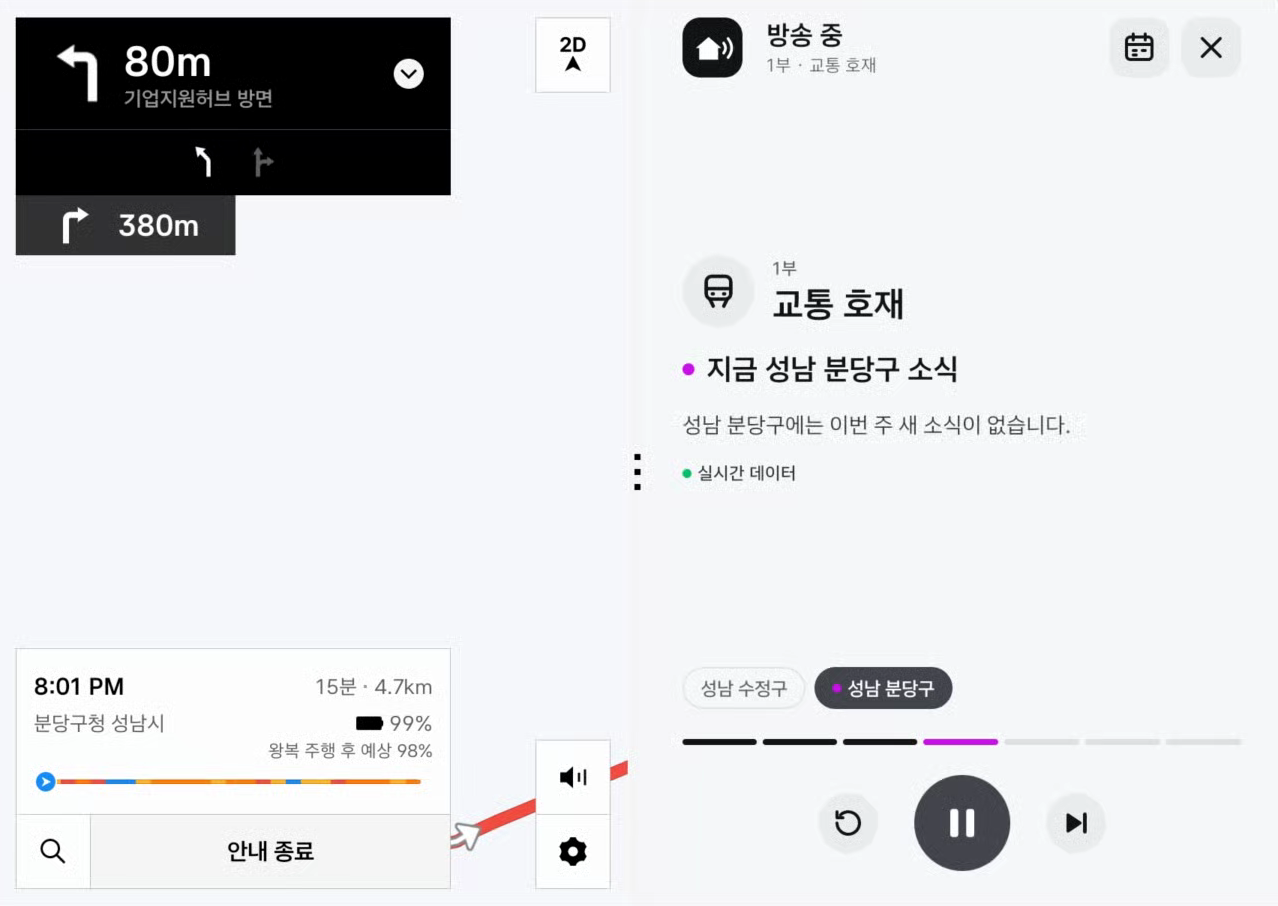 80m
기업지원허브 방면
380m
2D
8:01 PM
15분 · 4.7km
분당구청 성남시
99%
왕복 주행 후 예상 98%
안내 종료
방송 중
1부 · 교통 호재
1부
교통 호재
지금 성남 분당구 소식
성남 분당구에는 이번 주 새 소식이 없습니다.
실시간 데이터
성남 수정구
성남 분당구